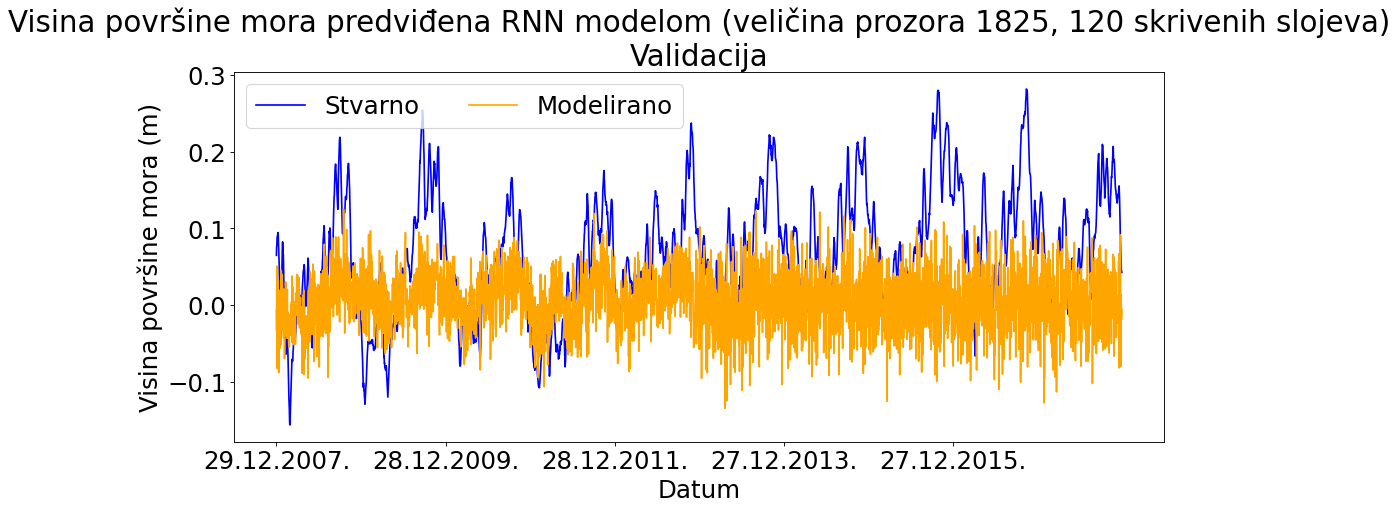 Visina površine mora predviđena RNN modelom (veličina prozora 1825, 120 skrivenih slojeva)
Validacija
Stvarno
Modelirano
Visina površine mora (m)
0.3
0.2
0.1
0.0
−0.1
29.12.2007.
28.12.2009.
28.12.2011.
27.12.2013.
27.12.2015.
Datum